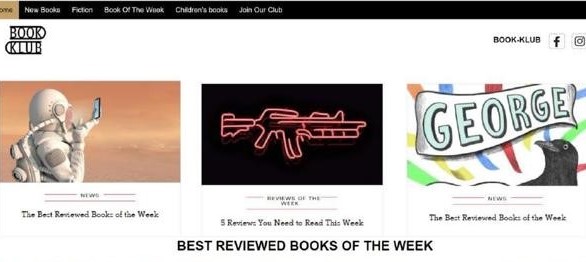 ome New Books Fiction Book Of The Week Children's books Join Our Club
BOOK
KLUB
BOOK-KLUB
GEORGE
NEWS
The Best Reviewed Books of the Week
REVIEWS OF THE
WEEK
5 Reviews You Need to Read This Week
NEWS
The Best Reviewed Books of the Week
BEST REVIEWED BOOKS OF THE WEEK